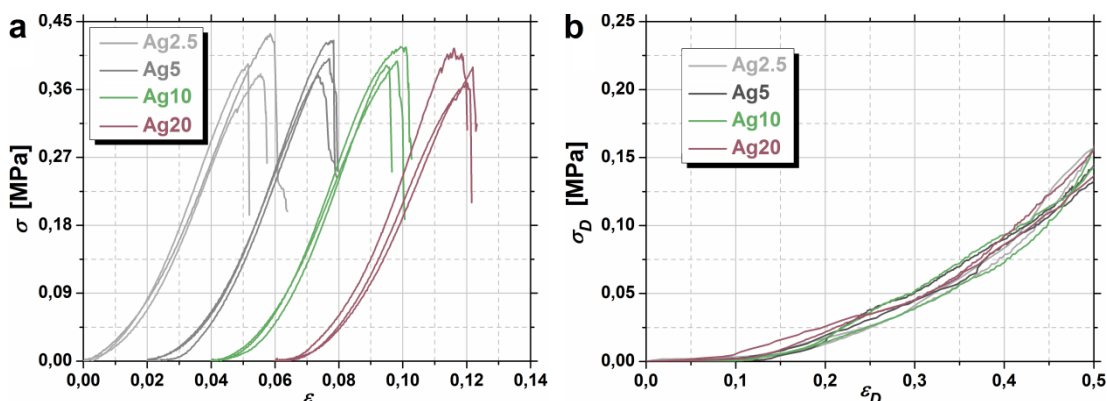 a
σ [MPa]
0,45
0,36
0,27
0,18
0,09
0,00
Ag2.5
Ag5
Ag10
Ag20
0,00 0,02 0,04 0,06 0,08 0,10 0,12 0,14
ε
b
σD [MPa]
0,25
0,20
0,15
0,10
0,05
0,00
Ag2.5
Ag5
Ag10
Ag20
0,0 0,1 0,2 0,3 0,4 0,5
εD